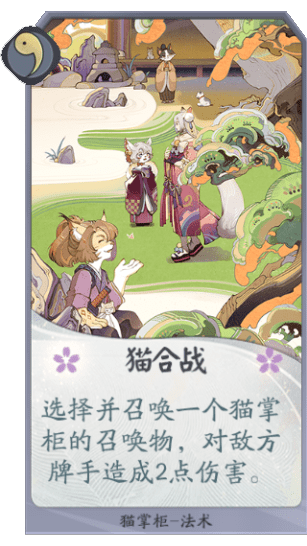 猫合战
选择并召唤一个猫掌
柜的召唤物，对敌方
牌手造成2点伤害。
猫掌柜-法术